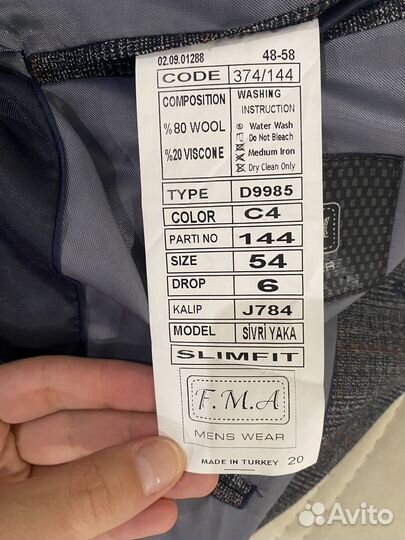 02.09.01288 48-58
CODE 374/144
COMPOSITION WASHING INSTRUCTION
%80 WOOL
%20 VISCONE
Water Wash
Do Not Bleach
Medium Iron
Dry Clean Only
TYPE D9985
COLOR C4
PARTI NO 144
SIZE 54
DROP 6
KALIP J784
MODEL SİVRİ YAKA
SLIMFIT
F.M.A
MENS WEAR
MADE IN TURKEY 20
Avito